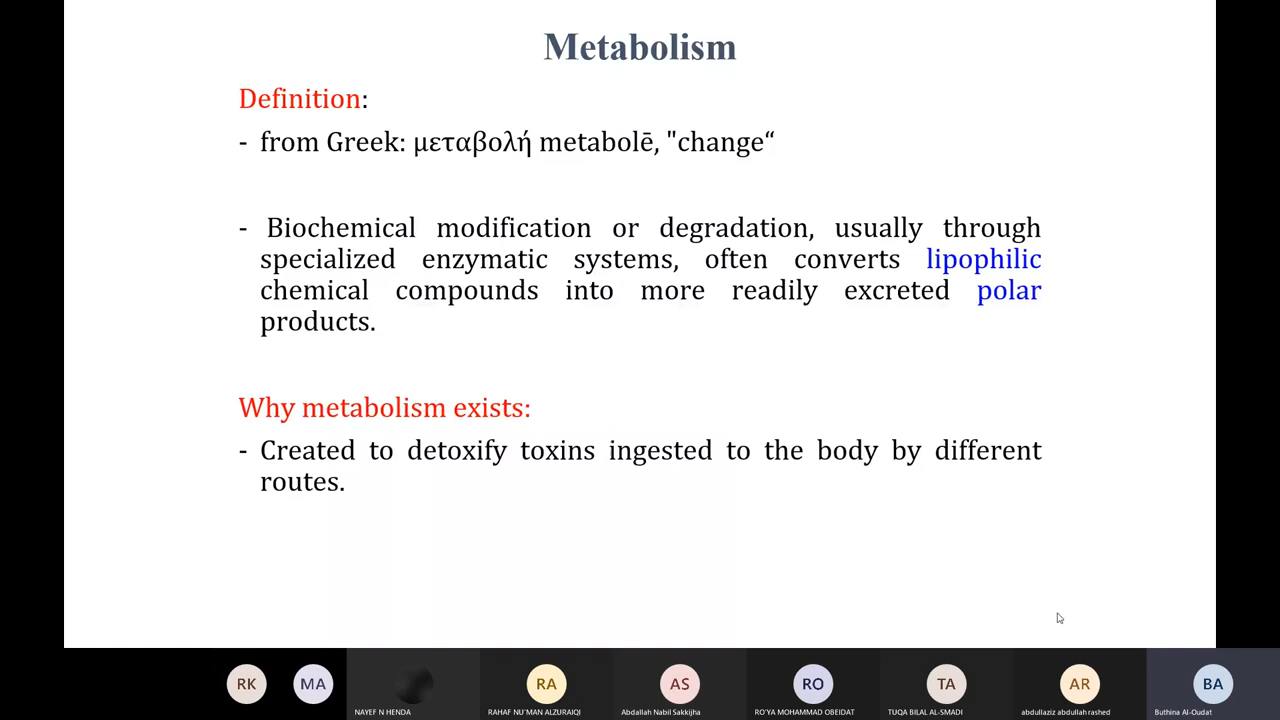 Metabolism
Definition:
- from Greek: μεταβολή metabolē, "change“
- Biochemical modification or degradation, usually through
specialized enzymatic systems, often converts lipophilic
chemical compounds into more readily excreted polar
products.
Why metabolism exists:
- Created to detoxify toxins ingested to the body by different
routes.
RK MA RA AS RO TA AR BA
NAYEF N HENDA RAHAF NU'MAN ALZURAIQI Abdallah Nabil Sakkijha RO'YA MOHAMMAD OBEIDAT TUQA BILAL AL-SMADI abdullaziz abdullah rashed Buthina Al-Oudat